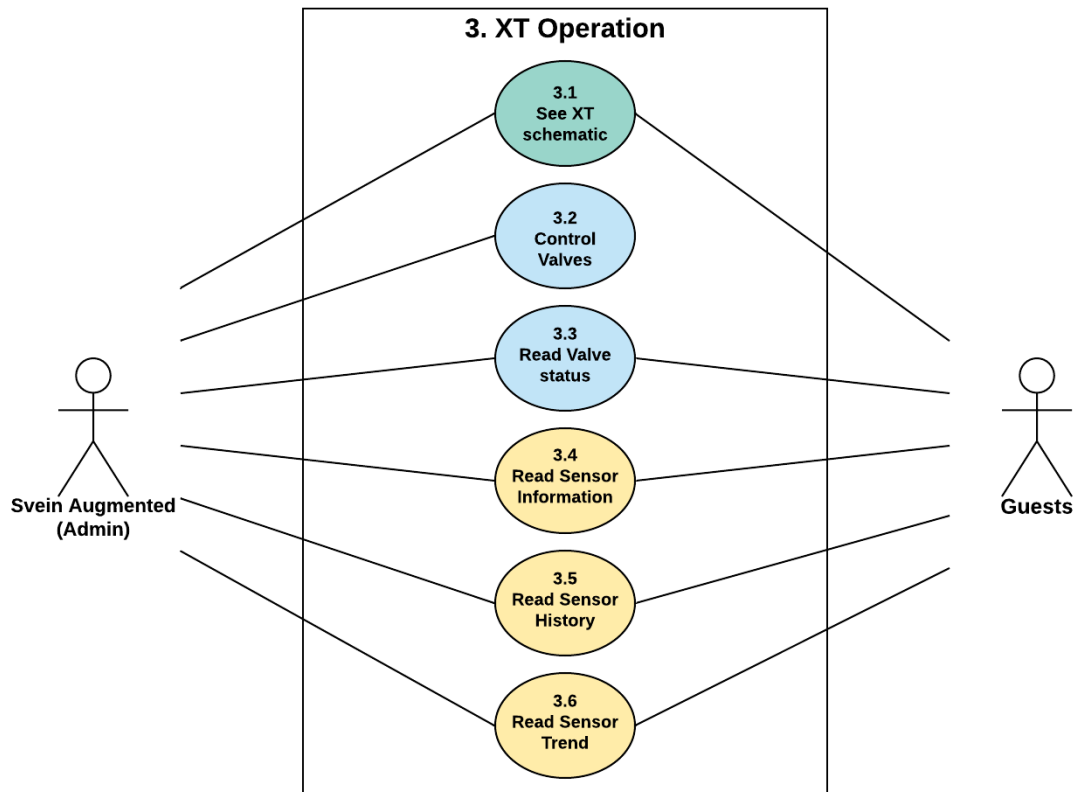 3. XT Operation
3.1
See XT
schematic
3.2
Control
Valves
3.3
Read Valve
status
3.4
Read Sensor
Information
3.5
Read Sensor
History
3.6
Read Sensor
Trend
Svein Augmented
(Admin)
Guests